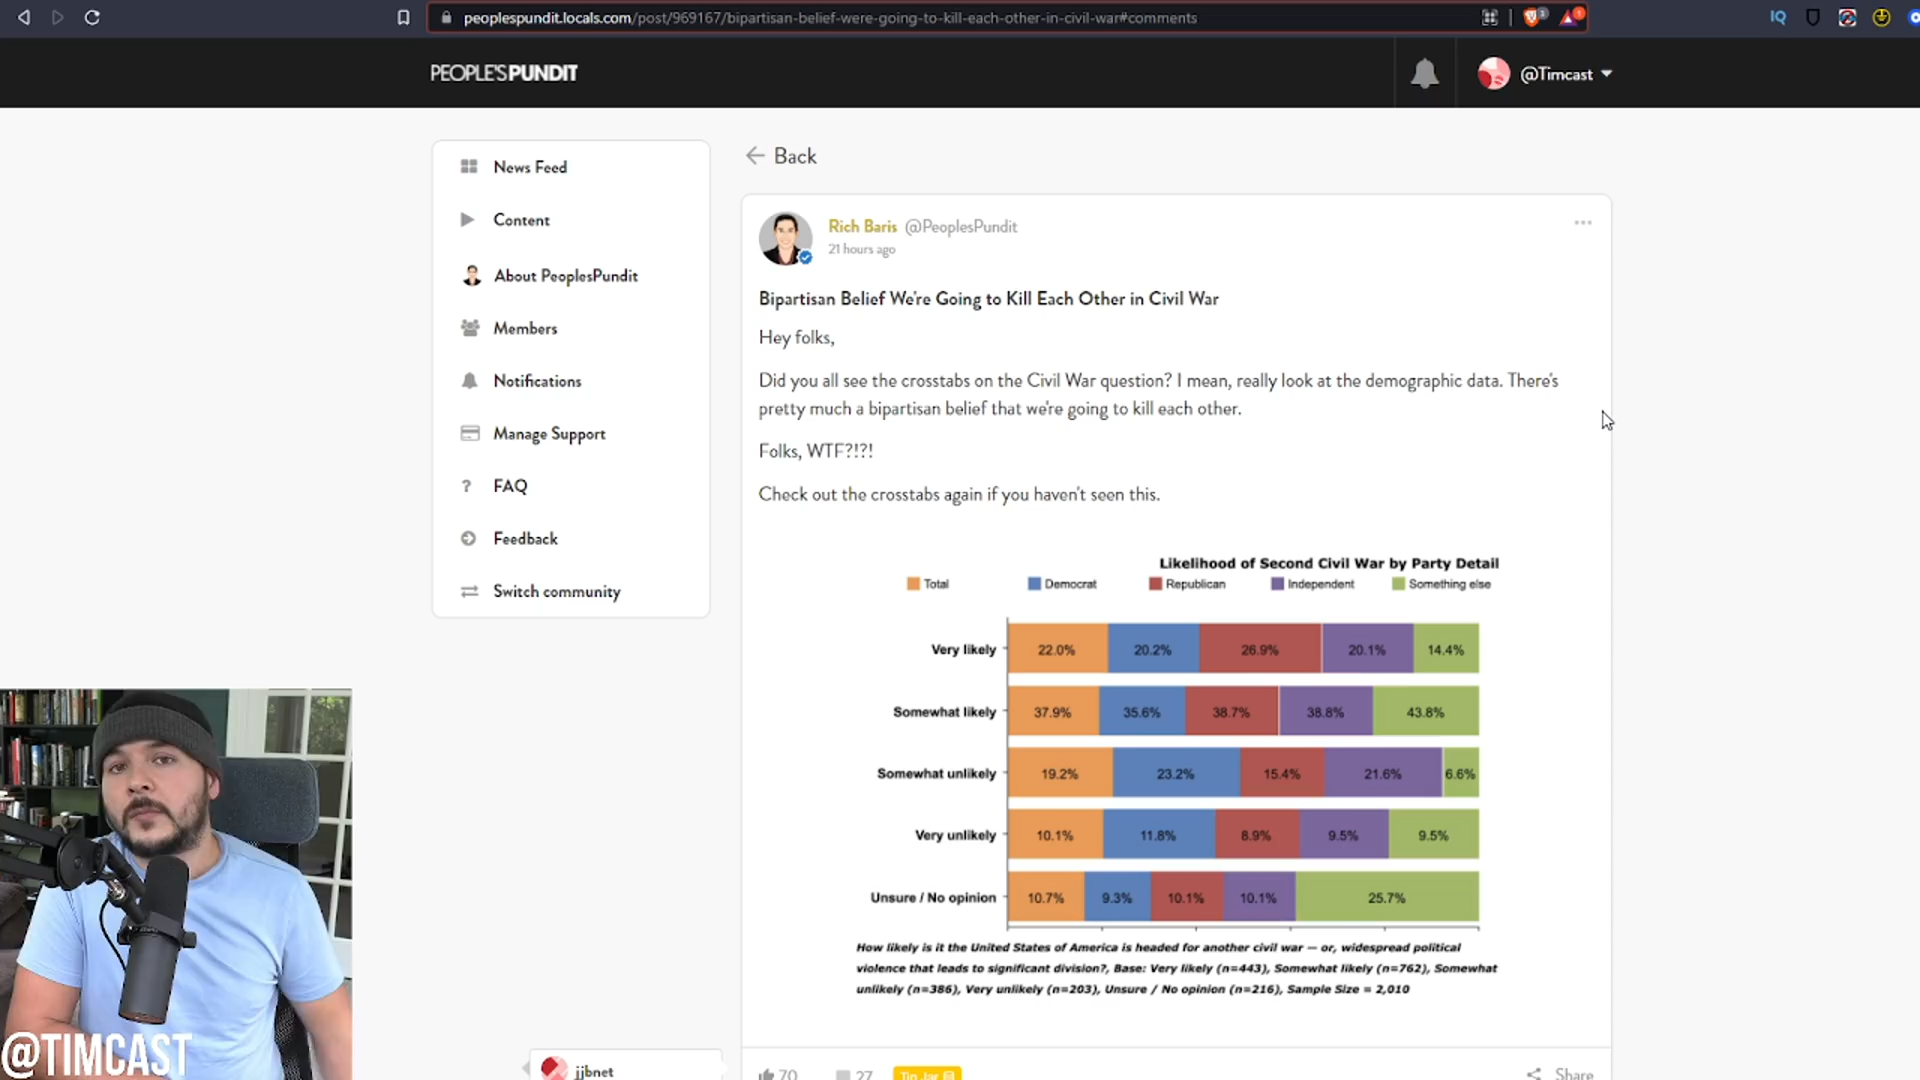 peoplespundit.locals.com/post/969167/bipartisan-belief-were-going-to-kill-each-other-in-civil-war#comments
IQ
PEOPLE'SPUNDIT
@Timcast
News Feed
Content
About PeoplesPundit
Members
Notifications
Manage Support
FAQ
Feedback
Switch community
Back
Rich Baris @PeoplesPundit
21 hours ago
Bipartisan Belief We're Going to Kill Each Other in Civil War
Hey folks,
Did you all see the crosstabs on the Civil War question? I mean, really look at the demographic data. There's
pretty much a bipartisan belief that we're going to kill each other.
Folks, WTF?!?!
Check out the crosstabs again if you haven't seen this.
Likelihood of Second Civil War by Party Detail
Total Democrat Republican Independent Something else
Very likely 22.0% 20.2% 26.9% 20.1% 14.4%
Somewhat likely 37.9% 35.6% 38.7% 38.8% 43.8%
Somewhat unlikely 19.2% 23.2% 15.4% 21.6% 6.6%
Very unlikely 10.1% 11.8% 8.9% 9.5% 9.5%
Unsure / No opinion 10.7% 9.3% 10.1% 10.1% 25.7%
How likely is it the United States of America is headed for another civil war — or, widespread political
violence that leads to significant division?, Base: Very likely (n=443), Somewhat likely (n=762), Somewhat
unlikely (n=386), Very unlikely (n=203), Unsure / No opinion (n=216), Sample Size = 2,010
70 27 Tip Jar Share
jjbnet
@TIMCAST